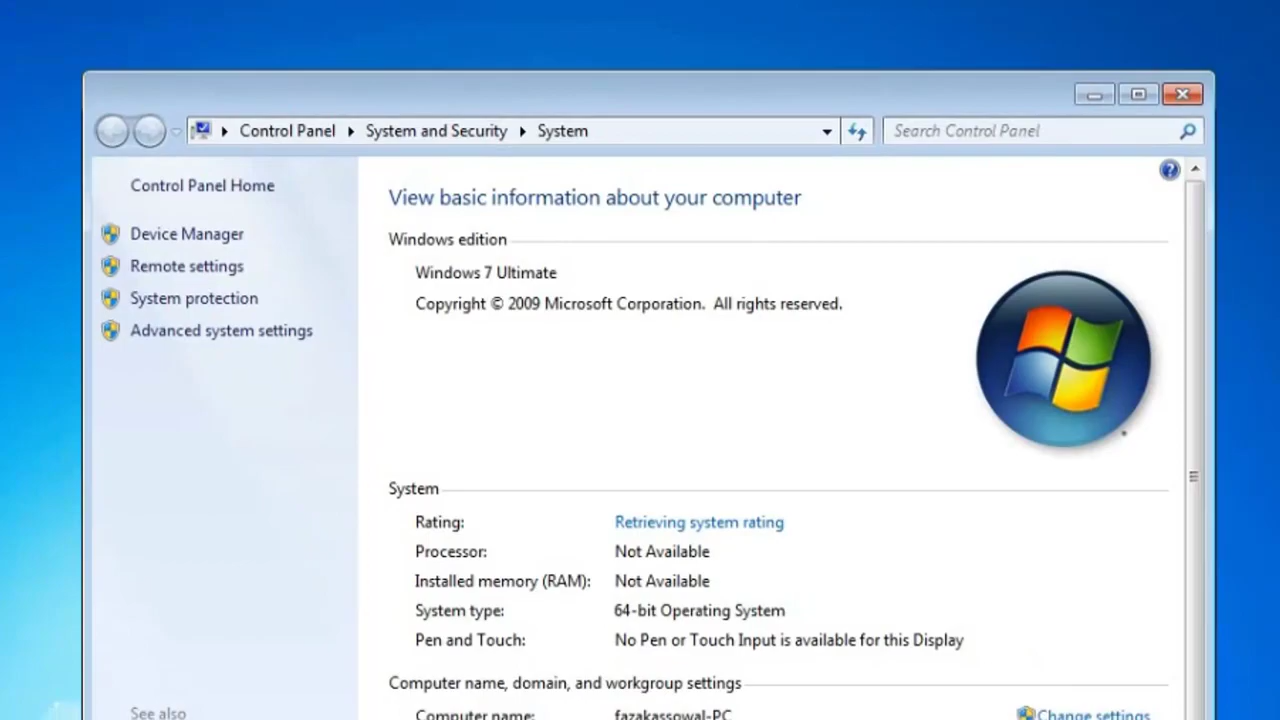 Control Panel System and Security System
Search Control Panel
Control Panel Home
Device Manager
Remote settings
System protection
Advanced system settings
See also
View basic information about your computer
Windows edition
Windows 7 Ultimate
Copyright © 2009 Microsoft Corporation. All rights reserved.
System
Rating: Retrieving system rating
Processor: Not Available
Installed memory (RAM): Not Available
System type: 64-bit Operating System
Pen and Touch: No Pen or Touch Input is available for this Display
Computer name, domain, and workgroup settings
Computer name: fazakassowal-PC Change settings